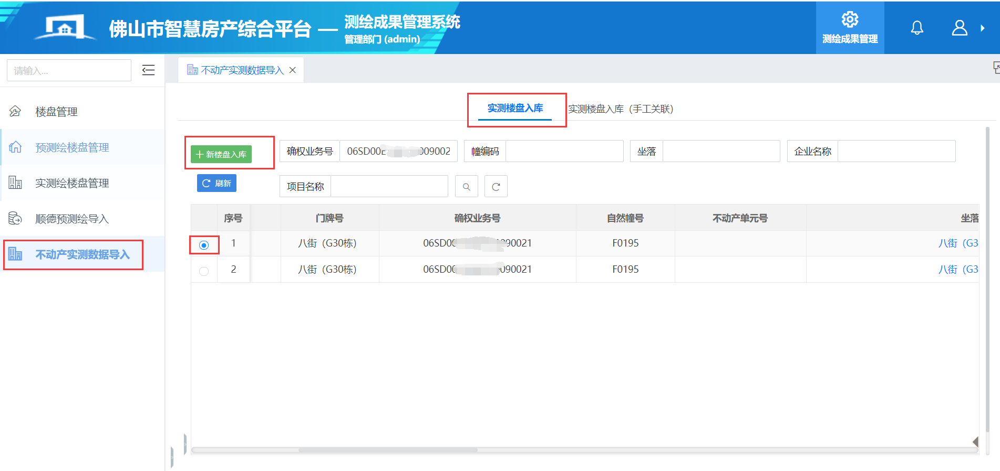 佛山市智慧房产综合平台 — 测绘成果管理系统
管理部门 (admin)
测绘成果管理
请输入...
不动产实测数据导入
楼盘管理
预测绘楼盘管理
实测绘楼盘管理
顺德预测绘导入
不动产实测数据导入
实测楼盘入库 实测楼盘入库（手工关联）
新楼盘入库 确权业务号 06SD00 009002 幢编码 坐落 企业名称
刷新 项目名称
序号 门牌号 确权业务号 自然幢号 不动产单元号 坐落
1 八街（G30栋） 06SD00 90021 F0195 八街（G3
2 八街（G30栋） 06SD0 090021 F0195 八街（G3